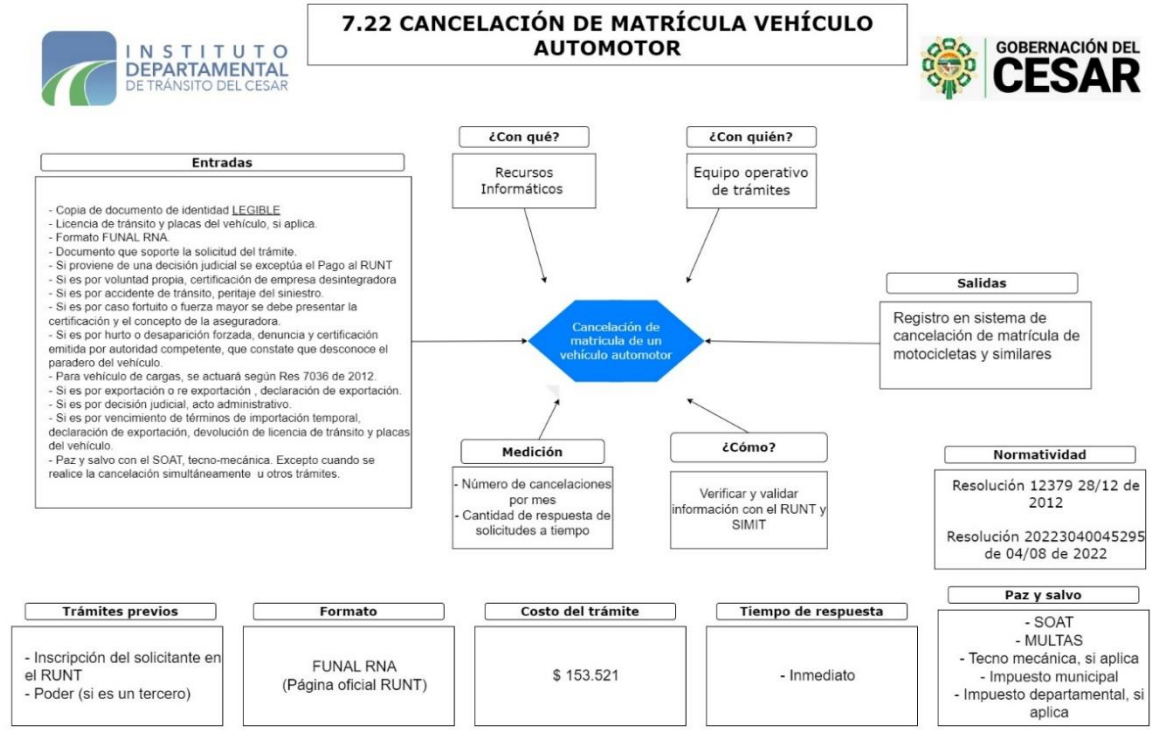 7.22 CANCELACIÓN DE MATRÍCULA VEHÍCULO
AUTOMOTOR
INSTITUTO
DEPARTAMENTAL
DE TRÁNSITO DEL CESAR
GOBERNACIÓN DEL
CESAR
¿Con qué?
Recursos
Informáticos
¿Con quién?
Equipo operativo
de trámites
Entradas
- Copia de documento de identidad LEGIBLE
- Licencia de tránsito y placas del vehículo, si aplica.
- Formato FUNAL RNA.
- Documento que soporte la solicitud del trámite.
- Si proviene de una decisión judicial se exceptúa el Pago al RUNT
- Si es por voluntad propia, certificación de empresa desintegradora
- Si es por accidente de tránsito, peritaje del siniestro.
- Si es por caso fortuito o fuerza mayor se debe presentar la
certificación y el concepto de la aseguradora.
- Si es por hurto o desaparición forzada, denuncia y certificación
emitida por autoridad competente, que constate que desconoce el
paradero del vehículo.
- Para vehículo de cargas, se actuará según Res 7036 de 2012.
- Si es por exportación o re exportación , declaración de exportación.
- Si es por decisión judicial, acto administrativo.
- Si es por vencimiento de términos de importación temporal,
declaración de exportación, devolución de licencia de tránsito y placas
del vehículo.
- Paz y salvo con el SOAT, tecno-mecánica. Excepto cuando se
realice la cancelación simultáneamente u otros trámites.
Cancelación de
matricula de un
vehículo automotor
Salidas
Registro en sistema de
cancelación de matrícula de
motocicletas y similares
Medición
- Número de cancelaciones
por mes
- Cantidad de respuesta de
solicitudes a tiempo
¿Cómo?
Verificar y validar
información con el RUNT y
SIMIT
Normatividad
Resolución 12379 28/12 de
2012
Resolución 20223040045295
de 04/08 de 2022
Trámites previos
- Inscripción del solicitante en
el RUNT
- Poder (si es un tercero)
Formato
FUNAL RNA
(Página oficial RUNT)
Costo del trámite
$ 153.521
Tiempo de respuesta
- Inmediato
Paz y salvo
- SOAT
- MULTAS
- Tecno mecánica, si aplica
- Impuesto municipal
- Impuesto departamental, si
aplica